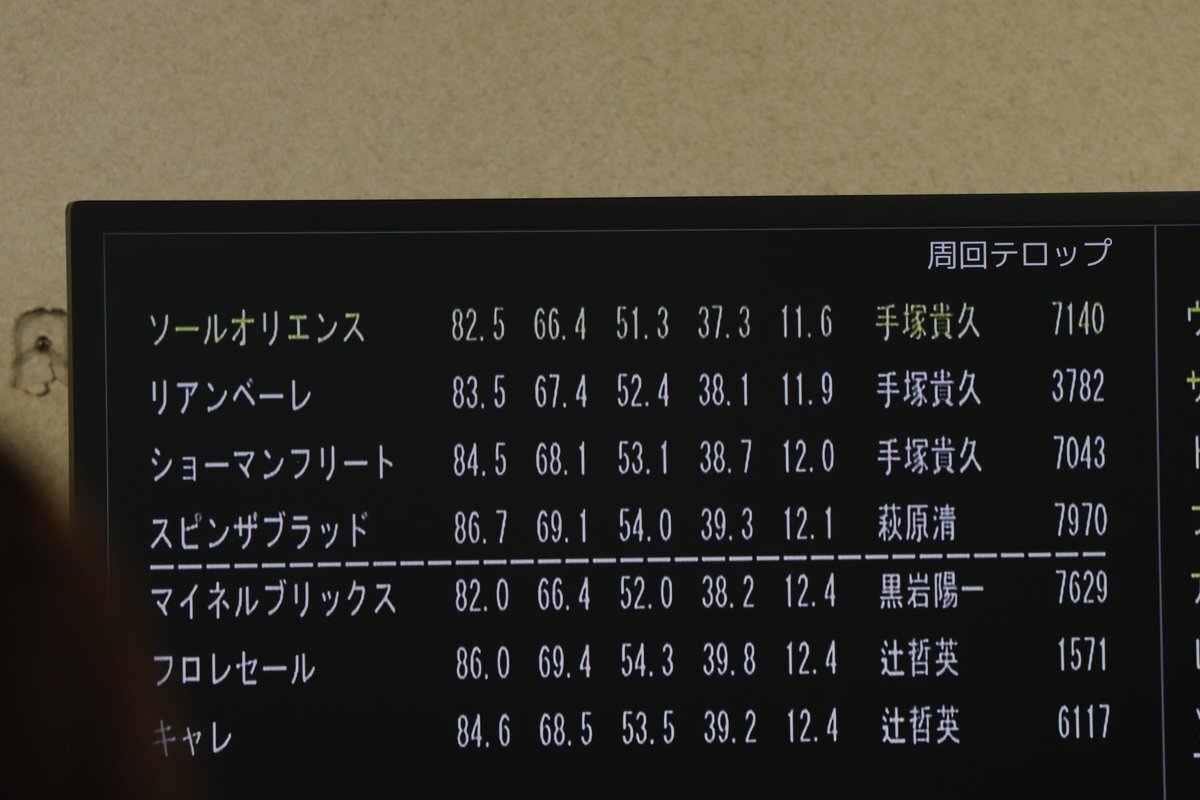 周回テロップ
ソールオリエンス 82.5 66.4 51.3 37.3 11.6 手塚貴久 7140
リアンベーレ 83.5 67.4 52.4 38.1 11.9 手塚貴久 3782
ショーマンフリート 84.5 68.1 53.1 38.7 12.0 手塚貴久 7043
スピンザブラッド 86.7 69.1 54.0 39.3 12.1 萩原清 7970
マイネルブリックス 82.0 66.4 52.0 38.2 12.4 黒岩陽一 7629
フロレセール 86.0 69.4 54.3 39.8 12.4 辻哲英 1571
キャレ 84.6 68.5 53.5 39.2 12.4 辻哲英 6117